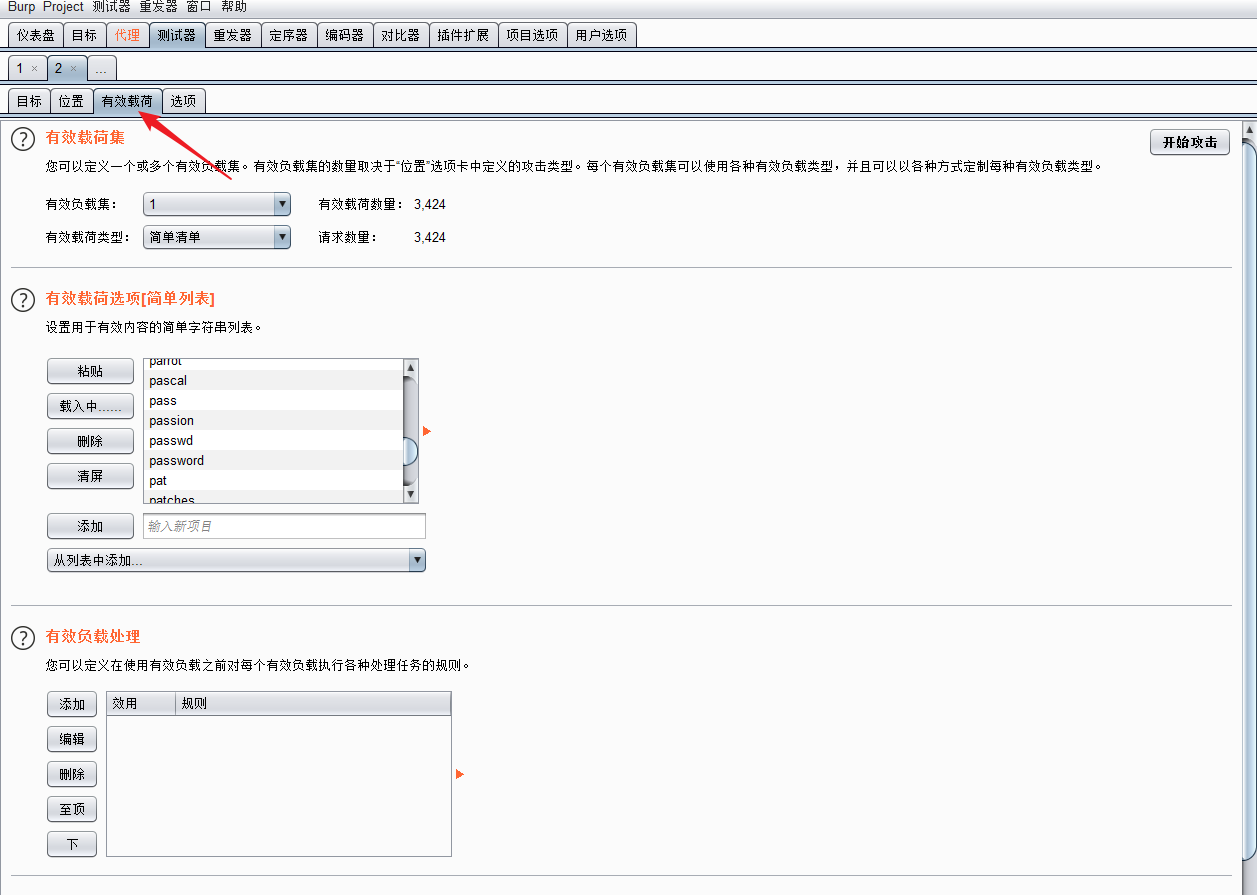 Burp Project 测试器 重发器 窗口 帮助
仪表盘 目标 代理 测试器 重发器 定序器 编码器 对比器 插件扩展 项目选项 用户选项
1 × 2 × ...
目标 位置 有效载荷 选项
? 有效载荷集
开始攻击
您可以定义一个或多个有效负载集。有效负载集的数量取决于“位置”选项卡中定义的攻击类型。每个有效负载集可以使用各种有效负载类型，并且可以以各种方式定制每种有效负载类型。
有效负载集： 1 有效载荷数量： 3,424
有效载荷类型： 简单清单 请求数量： 3,424
? 有效载荷选项[简单列表]
设置用于有效内容的简单字符串列表。
粘贴
载入中......
删除
清屏
parrot
pascal
pass
passion
passwd
password
pat
patches
添加 输入新项目
从列表中添加...
? 有效负载处理
您可以定义在使用有效负载之前对每个有效负载执行各种处理任务的规则。
添加
编辑
删除
至顶
下
效用 规则